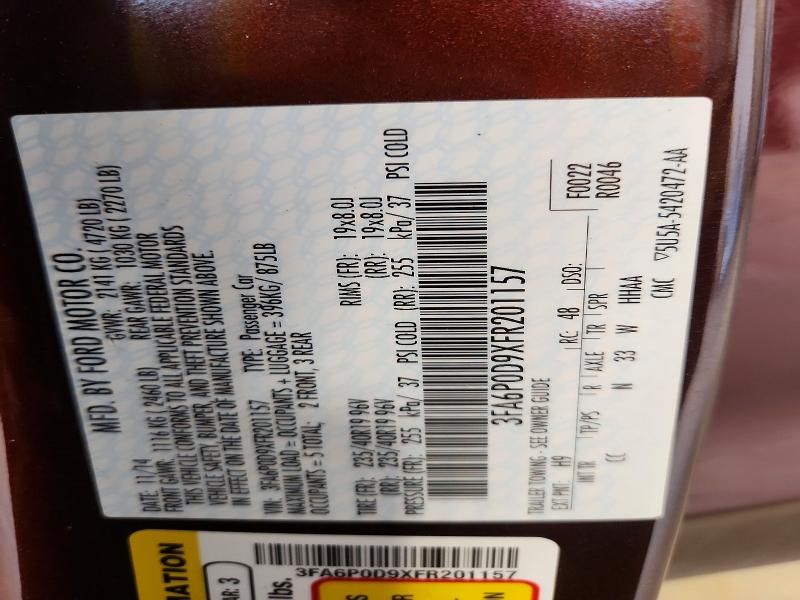 MFD. BY FORD MOTOR CO.
DATE: 11/14 GVWR: 2141 KG ( 4720 LB)
FRONT GAWR: 1116 KG ( 2460 LB) REAR GAWR: 1030 KG ( 2270 LB)
THIS VEHICLE CONFORMS TO ALL APPLICABLE FEDERAL MOTOR
VEHICLE SAFETY, BUMPER, AND THEFT PREVENTION STANDARDS
IN EFFECT ON THE DATE OF MANUFACTURE SHOWN ABOVE.
VIN: 3FA6P0D9XFR201157 TYPE: Passenger Car
MAXIMUM LOAD = OCCUPANTS + LUGGAGE = 396KG/ 875LB
OCCUPANTS = 5 TOTAL; 2 FRONT, 3 REAR
TIRE (FR): 235/40R19 96V RIMS (FR): 19x8.0J
(RR): 235/40R19 96V (RR): 19x8.0J
PRESSURE (FR): 255 kPa/ 37 PSI COLD (RR): 255 kPa/ 37 PSI COLD
3FA6P0D9XFR201157
TRAILER TOWING - SEE OWNER GUIDE
EXT PNT: H9 RC: 48 DSO: F0022
R0046
INT TR TP/PS R AXLE TR SPR
CC N 33 W HHAA
CMC ▽5U5A-5420472-AA
3FA6P0D9XFR201157
MATION
AR: 3
lbs.